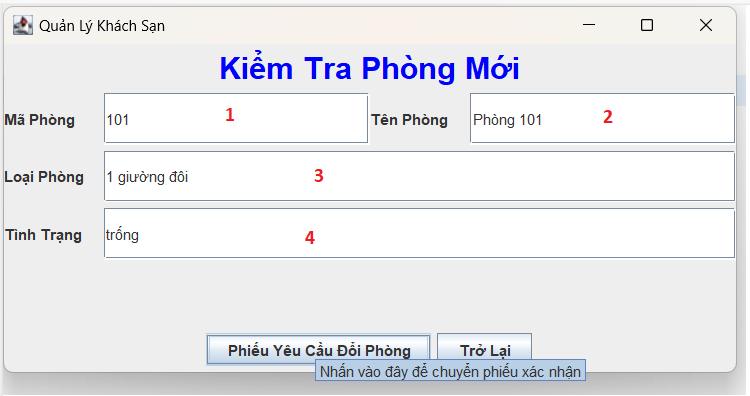 Quản Lý Khách Sạn
Kiểm Tra Phòng Mới
Mã Phòng 101 1 Tên Phòng Phòng 101 2
Loại Phòng 1 giường đôi 3
Tình Trạng trống 4
Phiếu Yêu Cầu Đổi Phòng Trở Lại
Nhấn vào đây để chuyển phiếu xác nhận